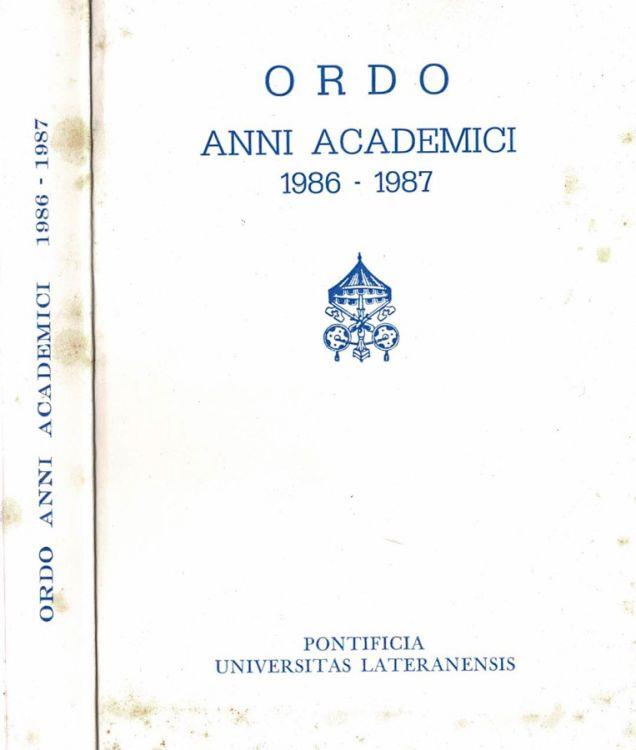 ORDO ANNI ACADEMICI 1986 - 1987
ORDO
ANNI ACADEMICI
1986 - 1987
PONTIFICIA
UNIVERSITAS LATERANENSIS